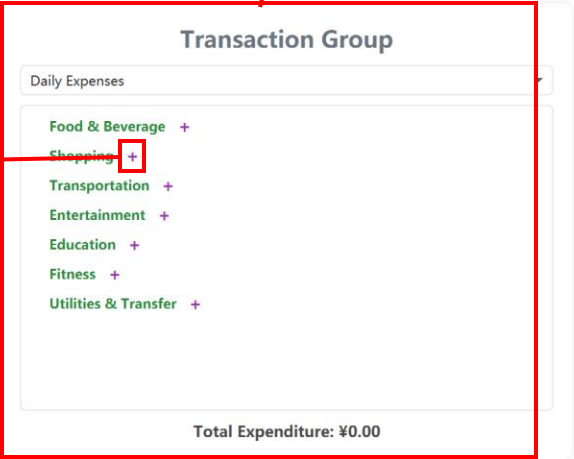 Transaction Group
Daily Expenses
Food & Beverage +
Shopping +
Transportation +
Entertainment +
Education +
Fitness +
Utilities & Transfer +
Total Expenditure: ¥0.00